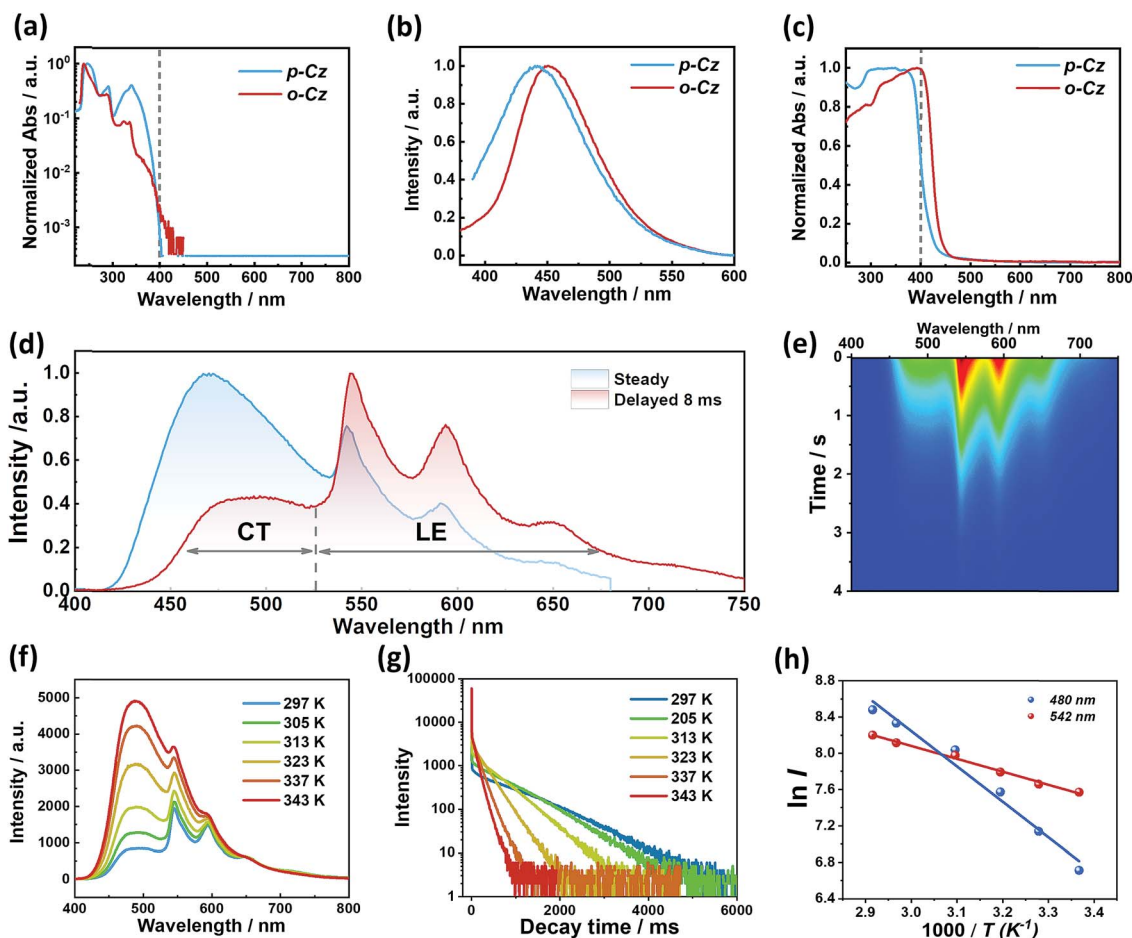 (a)
Normalized Abs / a.u.
10⁰
10⁻¹
10⁻²
10⁻³
p-Cz
o-Cz
300 400 500 600 700 800
Wavelength / nm
(b)
Intensity / a.u.
1.0
0.8
0.6
0.4
0.2
0.0
p-Cz
o-Cz
400 450 500 550 600
Wavelength / nm
(c)
Normalized Abs / a.u.
1.0
0.8
0.6
0.4
0.2
0.0
p-Cz
o-Cz
300 400 500 600 700 800
Wavelength / nm
(d)
Intensity /a.u.
1.0
0.8
0.6
0.4
0.2
0.0
Steady
Delayed 8 ms
CT
LE
400 450 500 550 600 650 700 750
Wavelength / nm
(e)
Wavelength / nm
400 500 600 700
Time / s
0
1
2
3
4
(f)
Intensity / a.u.
5000
4000
3000
2000
1000
0
297 K
305 K
313 K
323 K
337 K
343 K
400 500 600 700 800
Wavelength / nm
(g)
Intensity
100000
10000
1000
100
10
1
297 K
205 K
313 K
323 K
337 K
343 K
0 2000 4000 6000
Decay time / ms
(h)
ln I
8.8
8.4
8.0
7.6
7.2
6.8
6.4
480 nm
542 nm
2.9 3.0 3.1 3.2 3.3 3.4
1000 / T (K⁻¹)